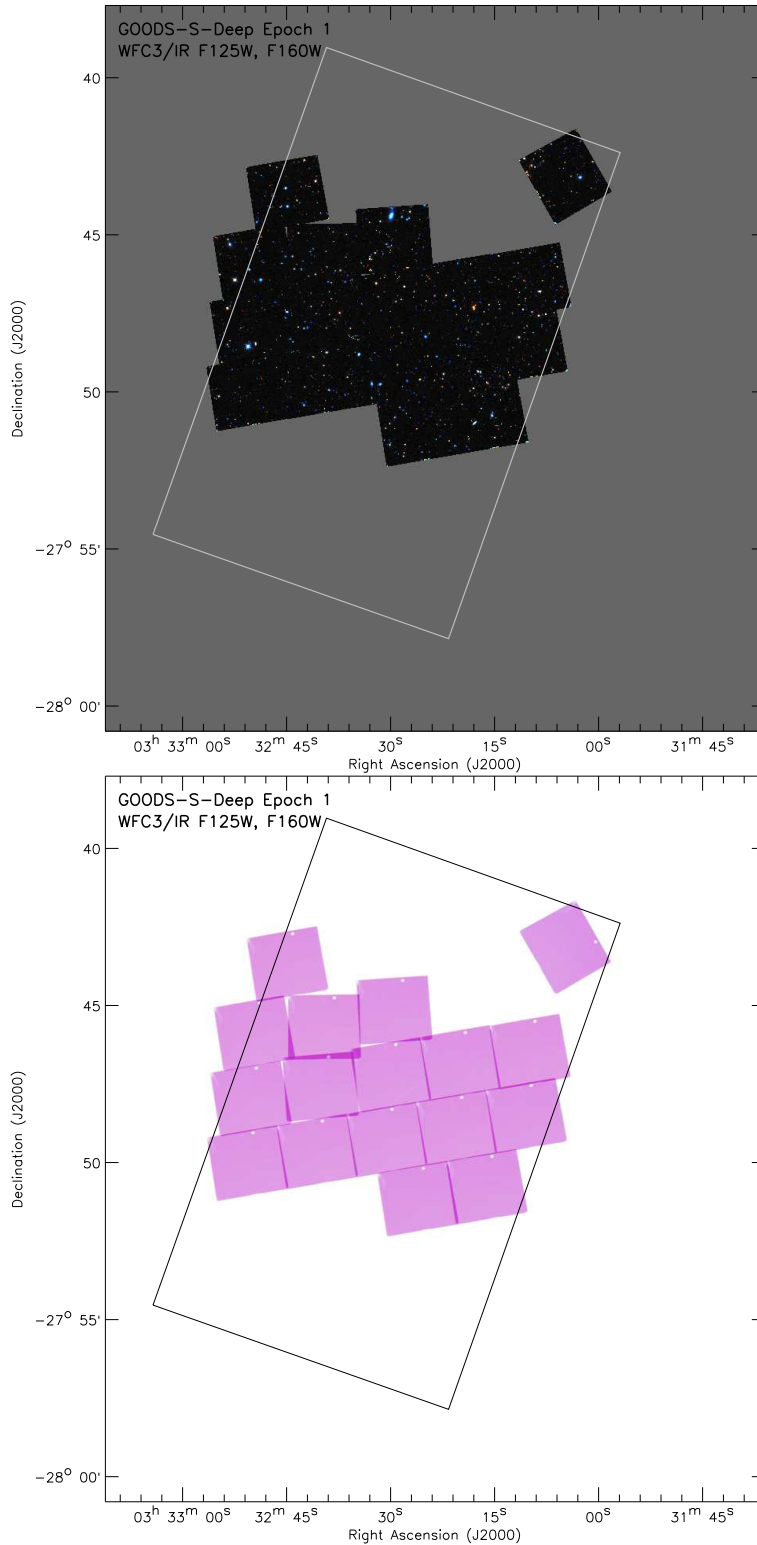 GOODS-S-Deep Epoch 1
WFC3/IR F125W, F160W
40
45
50
-27° 55'
-28° 00'
Declination (J2000)
03h 33m 00s 32m 45s 30s 15s 00s 31m 45s
Right Ascension (J2000)
GOODS-S-Deep Epoch 1
WFC3/IR F125W, F160W
40
45
50
-27° 55'
-28° 00'
Declination (J2000)
03h 33m 00s 32m 45s 30s 15s 00s 31m 45s
Right Ascension (J2000)